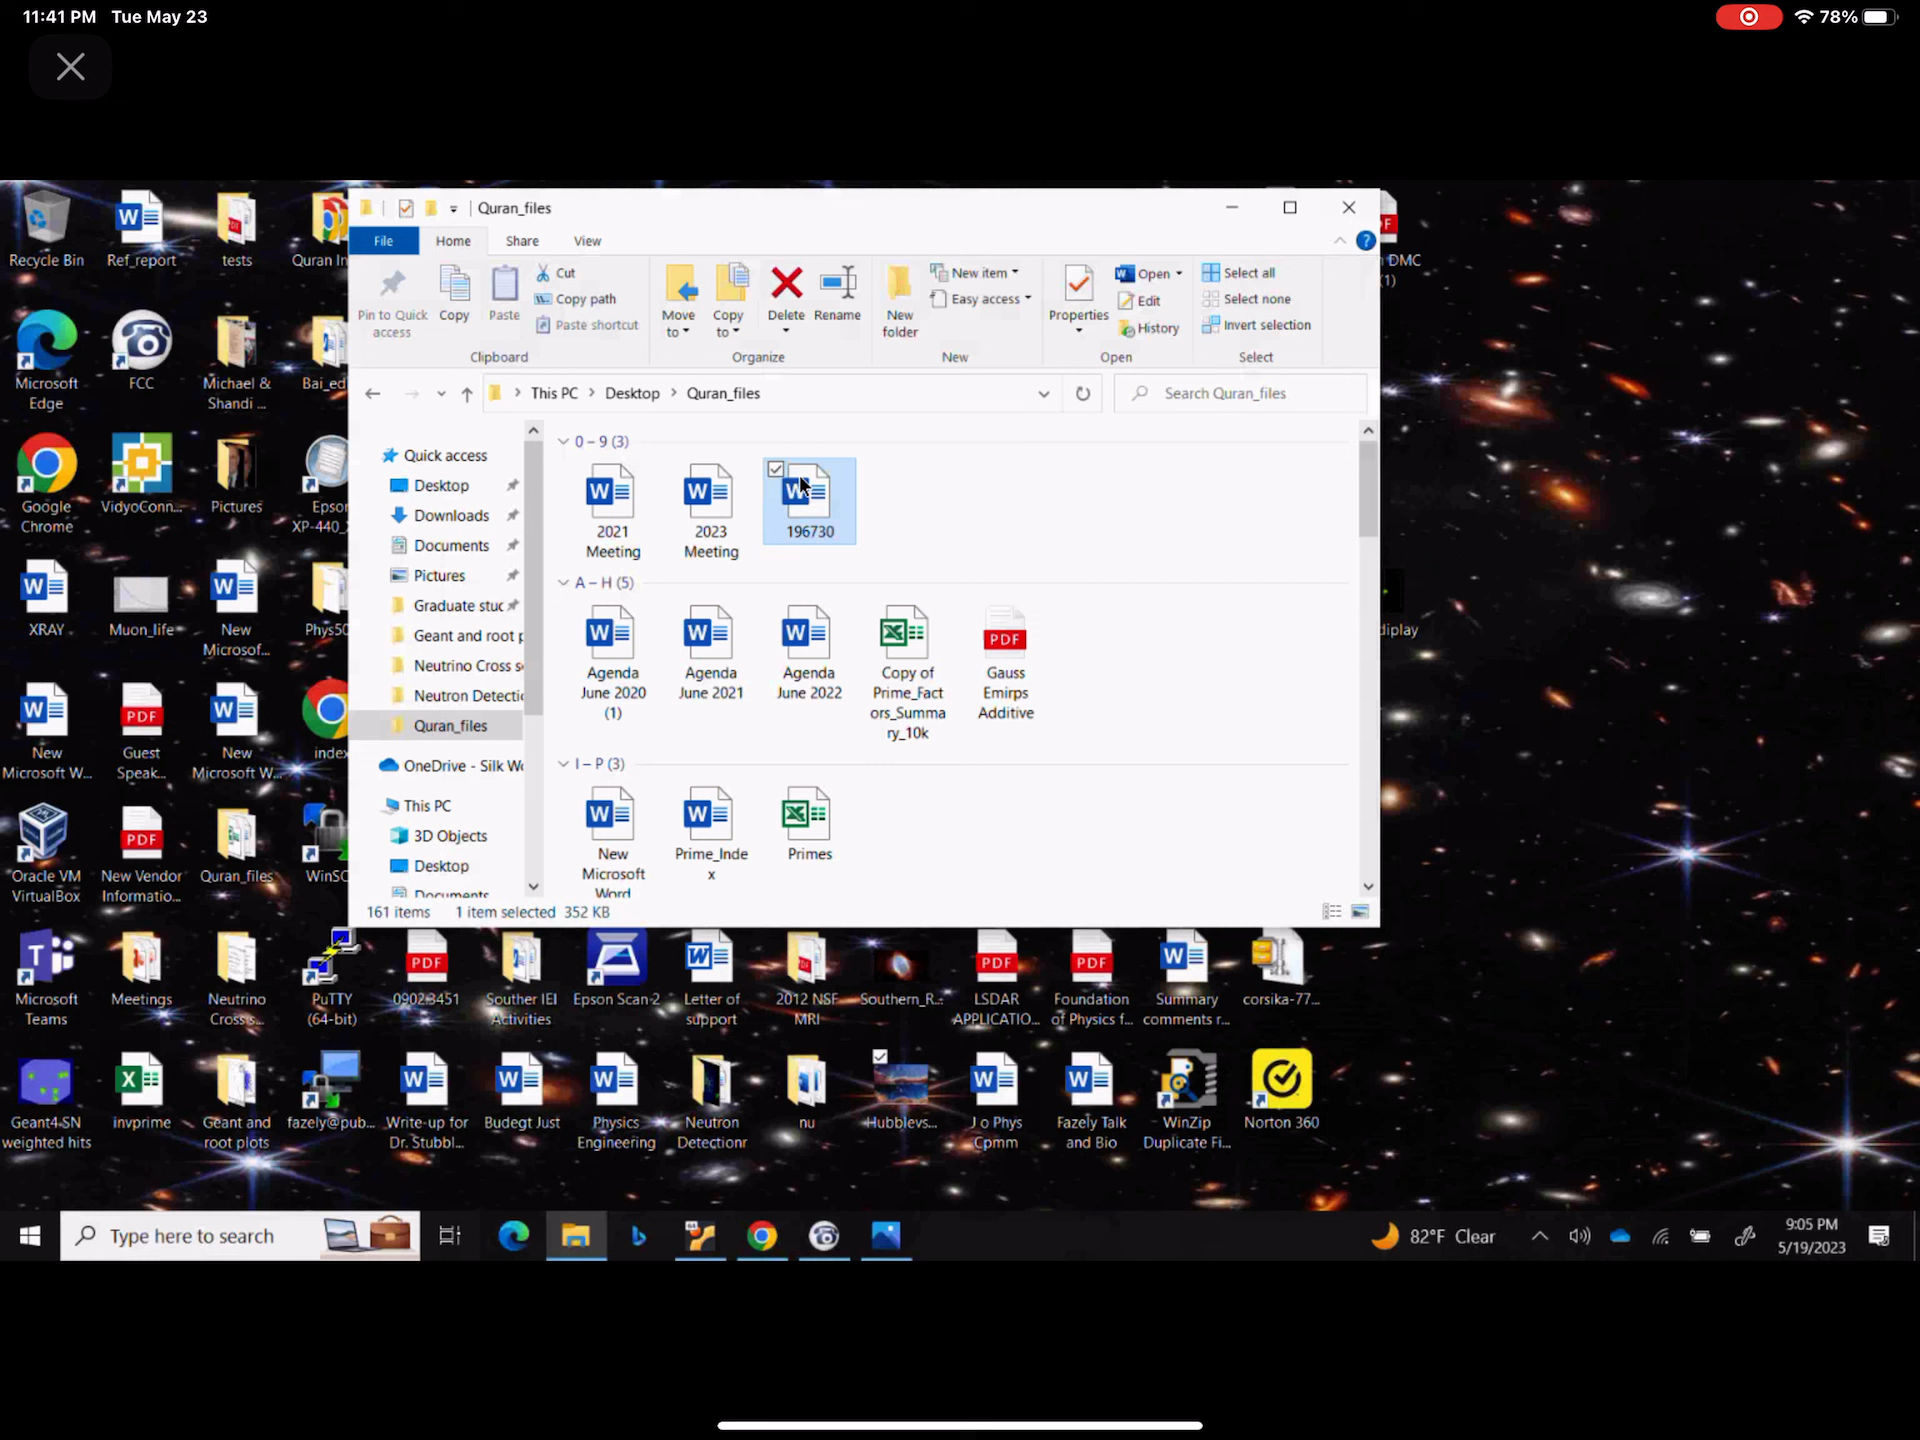 11:41 PM Tue May 23
78%
Quran_files
File Home Share View
Pin to Quick access
Copy
Paste
Cut
Copy path
Paste shortcut
Clipboard
Move to
Copy to
Delete
Rename
Organize
New folder
New item
Easy access
New
Properties
Open
Edit
History
Open
Select all
Select none
Invert selection
Select
This PC > Desktop > Quran_files
Search Quran_files
Quick access
Desktop
Downloads
Documents
Pictures
Graduate stuc
Geant and root p
Neutrino Cross s
Neutron Detectic
Quran_files
OneDrive - Silk Wo
This PC
3D Objects
Desktop
Documents
0 – 9 (3)
2021 Meeting
2023 Meeting
196730
A – H (5)
Agenda June 2020 (1)
Agenda June 2021
Agenda June 2022
Copy of Prime_Fact ors_Summa ry_10k
PDF
Gauss Emirps Additive
I – P (3)
New Microsoft Word
Prime_Inde x
Primes
161 items 1 item selected 352 KB
Recycle Bin
Ref_report
tests
Quran In
DMC
(1)
Microsoft Edge
FCC
Michael & Shandi ...
Bai_ed
Google Chrome
VidyoConn...
Pictures
Epson XP-440_
XRAY
Muon_life
New Microsof...
Phys50
diplay
New Microsoft W...
PDF
Guest Speak...
New Microsoft W...
index
Oracle VM VirtualBox
PDF
New Vendor Informatio...
Quran_files
WinSC
Microsoft Teams
Meetings
Neutrino Cross s...
PuTTY (64-bit)
PDF
0902.3451
Souther IEI Activities
Epson Scan 2
Letter of support
2012 NSF MRI
Southern_R...
PDF
LSDAR APPLICATIO...
PDF
Foundation of Physics f...
Summary comments r...
corsika-77...
Geant4 SN weighted hits
invprime
Geant and root plots
fazely@pub...
Write-up for Dr. Stubbl...
Budegt Just
Physics Engineering
Neutron Detectionr
nu
Hubblevs...
J o Phys Cpmm
Fazely Talk and Bio
WinZip Duplicate Fi...
Norton 360
Type here to search
82°F Clear
9:05 PM
5/19/2023